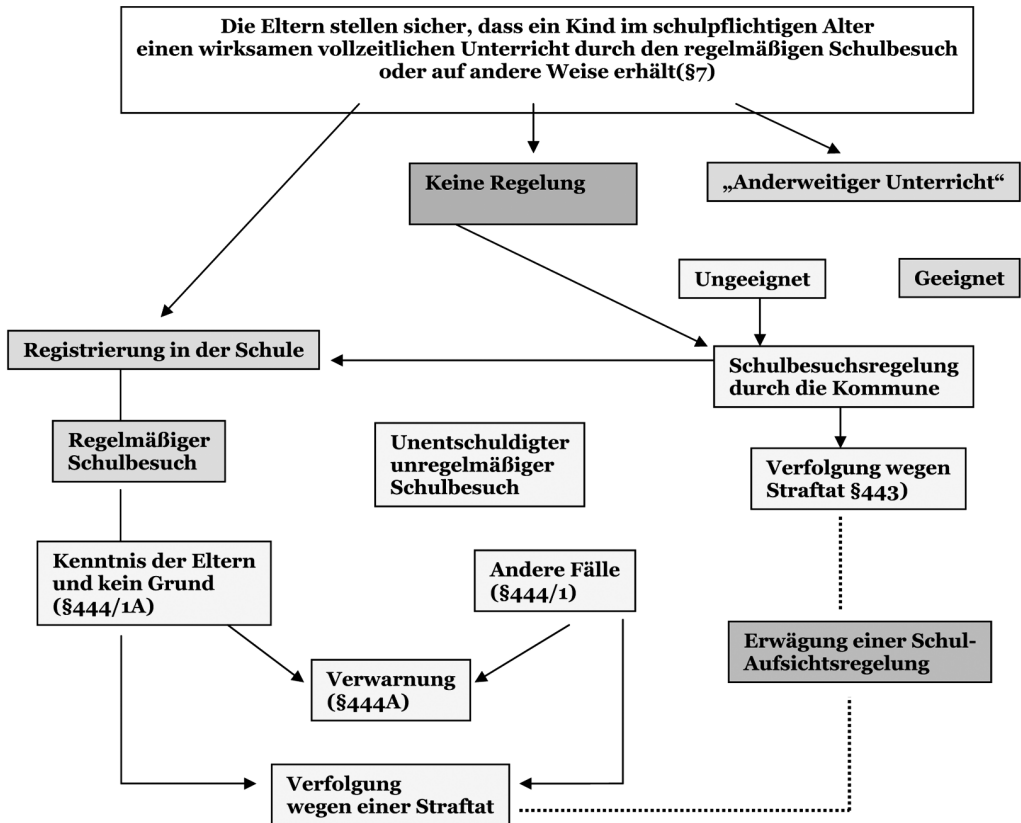 Die Eltern stellen sicher, dass ein Kind im schulpflichtigen Alter
einen wirksamen vollzeitlichen Unterricht durch den regelmäßigen Schulbesuch
oder auf andere Weise erhält(§7)
Keine Regelung
„Anderweitiger Unterricht“
Ungeeignet
Geeignet
Registrierung in der Schule
Schulbesuchsregelung
durch die Kommune
Regelmäßiger
Schulbesuch
Unentschuldigter
unregelmäßiger
Schulbesuch
Verfolgung wegen
Straftat §443)
Kenntnis der Eltern
und kein Grund
(§444/1A)
Andere Fälle
(§444/1)
Erwägung einer Schul-
Aufsichtsregelung
Verwarnung
(§444A)
Verfolgung
wegen einer Straftat